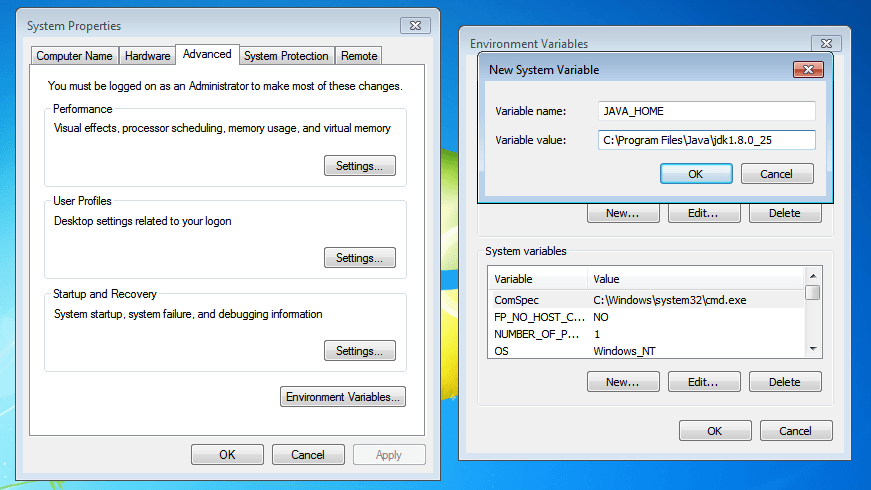 System Properties
Computer Name Hardware Advanced System Protection Remote
You must be logged on as an Administrator to make most of these changes.
Performance
Visual effects, processor scheduling, memory usage, and virtual memory
Settings...
User Profiles
Desktop settings related to your logon
Settings...
Startup and Recovery
System startup, system failure, and debugging information
Settings...
Environment Variables...
OK Cancel Apply
Environment Variables
New System Variable
Variable name: JAVA_HOME
Variable value: C:\Program Files\Java\jdk1.8.0_25
OK Cancel
New... Edit... Delete
System variables
Variable Value
ComSpec C:\Windows\system32\cmd.exe
FP_NO_HOST_C... NO
NUMBER_OF_P... 1
OS Windows_NT
New... Edit... Delete
OK Cancel